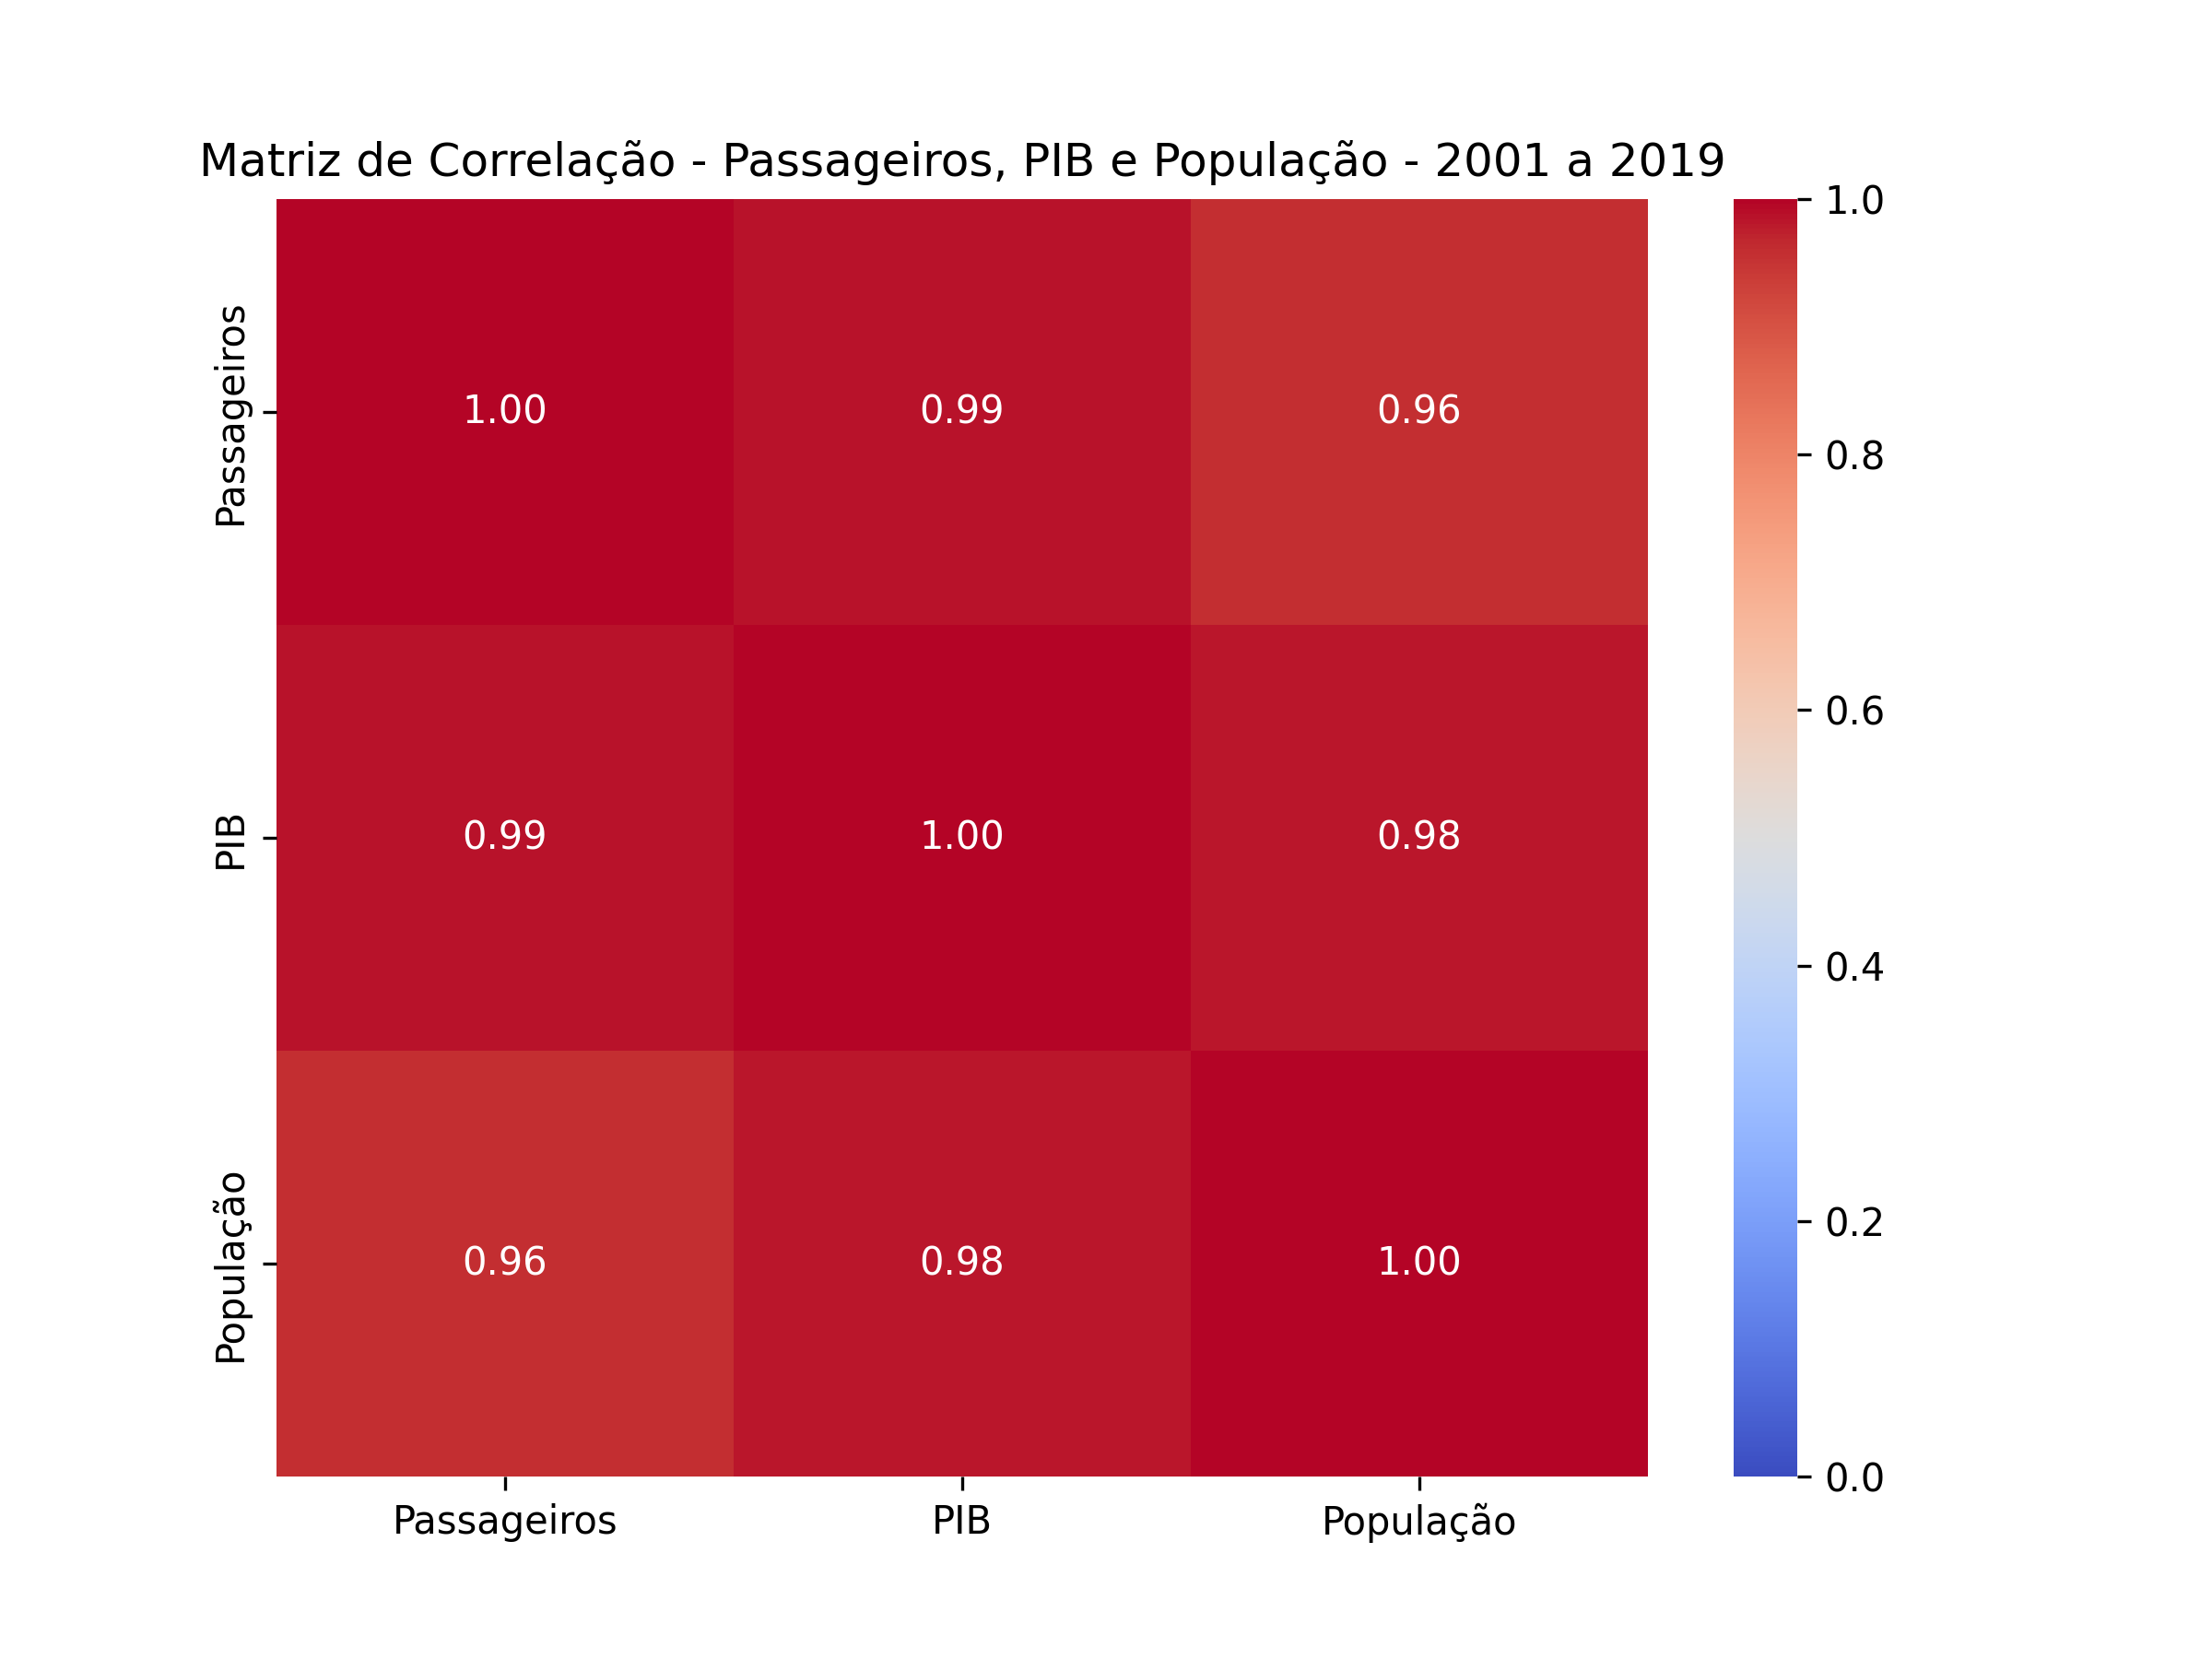 Matriz de Correlação - Passageiros, PIB e População - 2001 a 2019
Passageiros
1.00 0.99 0.96
PIB
0.99 1.00 0.98
População
0.96 0.98 1.00
Passageiros PIB População
1.0
0.8
0.6
0.4
0.2
0.0